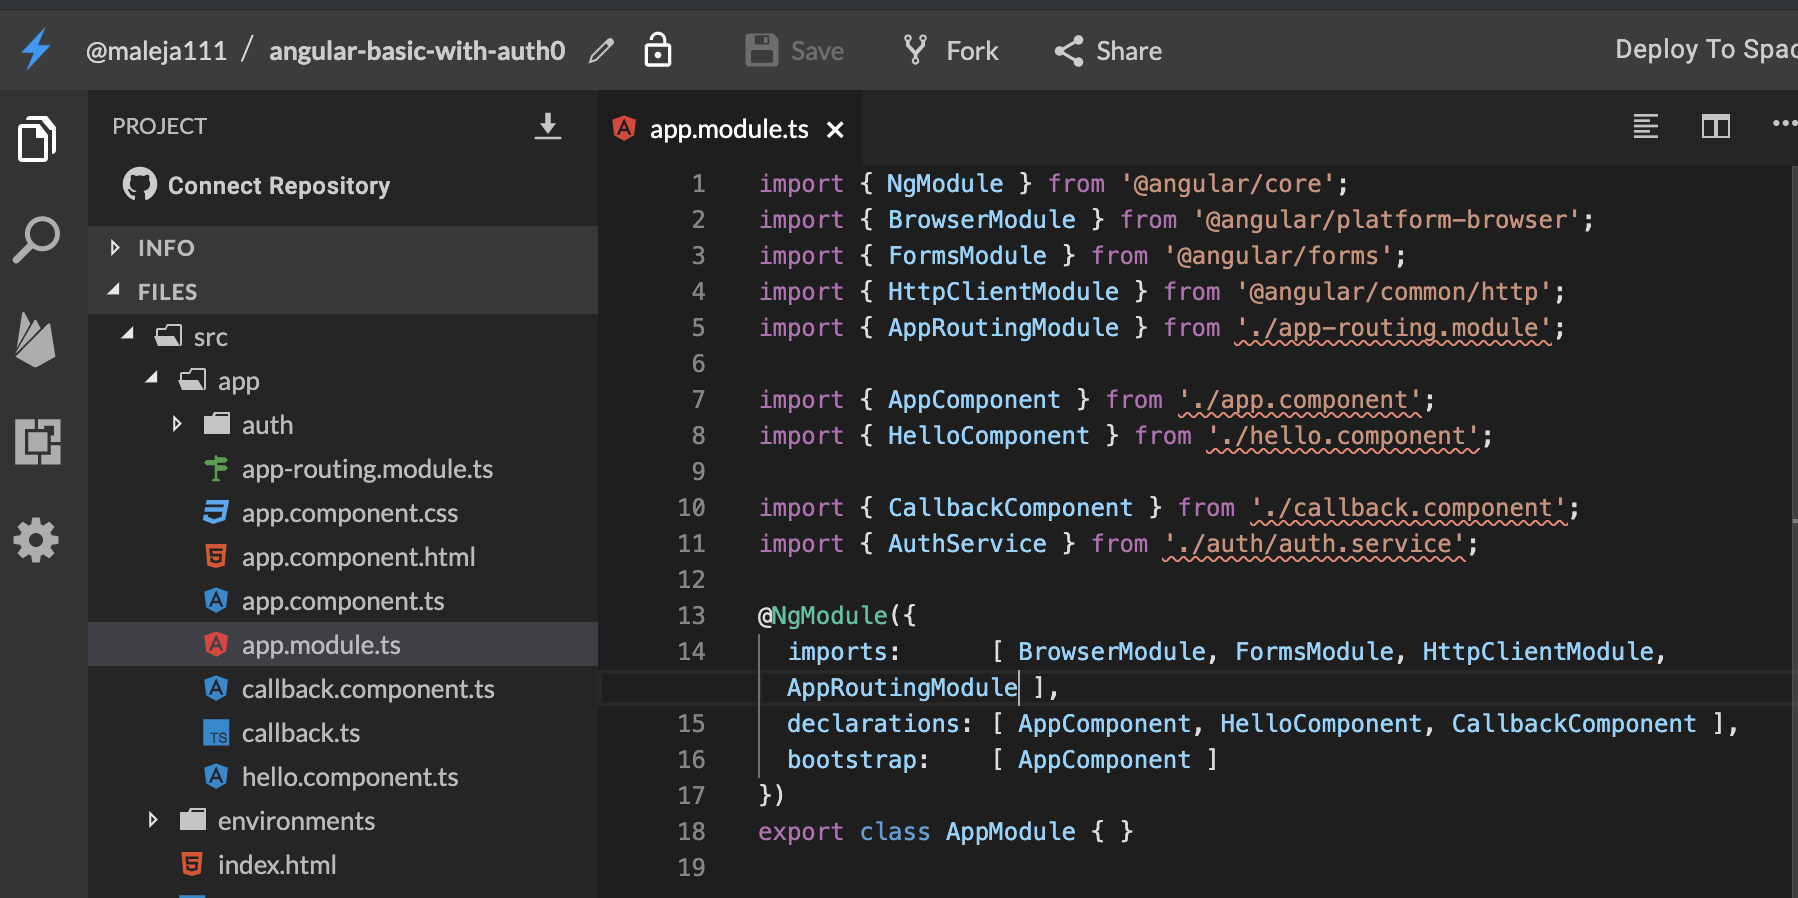 @maleja111 / angular-basic-with-auth0 Save Fork Share Deploy To Spac
PROJECT
Connect Repository
INFO
FILES
src
app
auth
app-routing.module.ts
app.component.css
app.component.html
app.component.ts
app.module.ts
callback.component.ts
TS callback.ts
hello.component.ts
environments
index.html
app.module.ts
1 import { NgModule } from '@angular/core';
2 import { BrowserModule } from '@angular/platform-browser';
3 import { FormsModule } from '@angular/forms';
4 import { HttpClientModule } from '@angular/common/http';
5 import { AppRoutingModule } from './app-routing.module';
6
7 import { AppComponent } from './app.component';
8 import { HelloComponent } from './hello.component';
9
10 import { CallbackComponent } from './callback.component';
11 import { AuthService } from './auth/auth.service';
12
13 @NgModule({
14 imports: [ BrowserModule, FormsModule, HttpClientModule,
AppRoutingModule ],
15 declarations: [ AppComponent, HelloComponent, CallbackComponent ],
16 bootstrap: [ AppComponent ]
17 })
18 export class AppModule { }
19